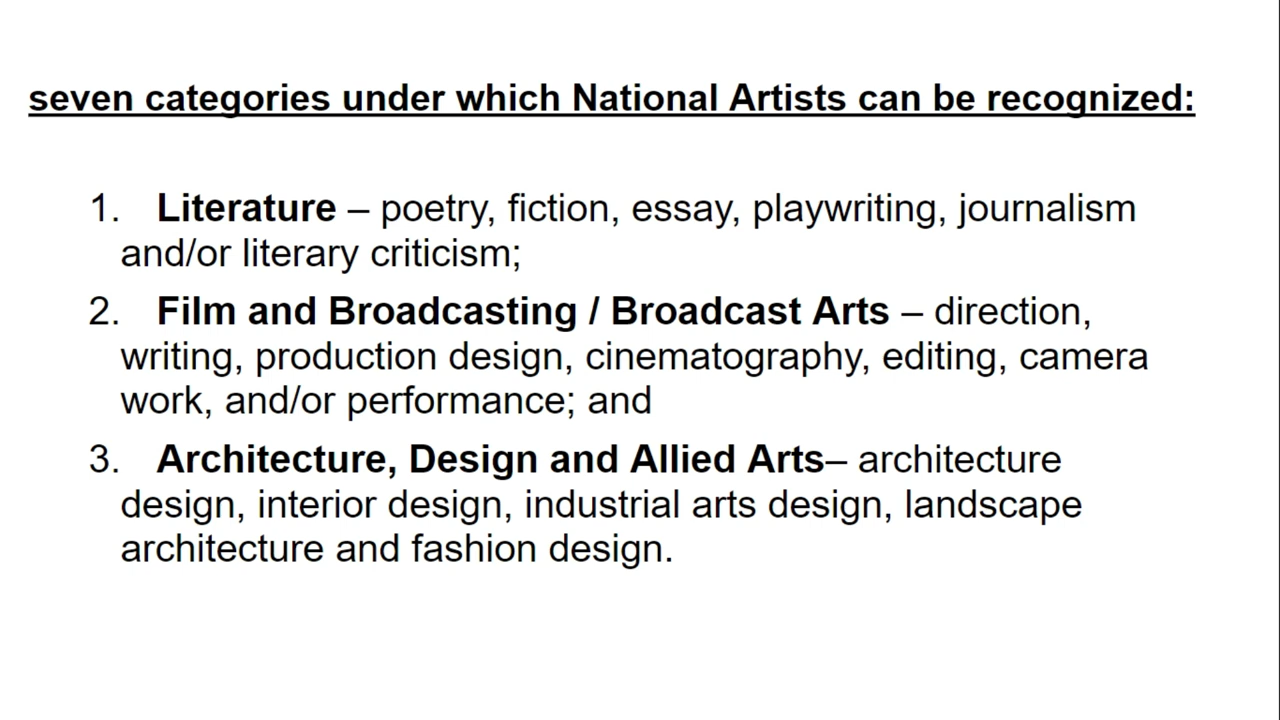 seven categories under which National Artists can be recognized:
1. Literature – poetry, fiction, essay, playwriting, journalism
and/or literary criticism;
2. Film and Broadcasting / Broadcast Arts – direction,
writing, production design, cinematography, editing, camera
work, and/or performance; and
3. Architecture, Design and Allied Arts– architecture
design, interior design, industrial arts design, landscape
architecture and fashion design.